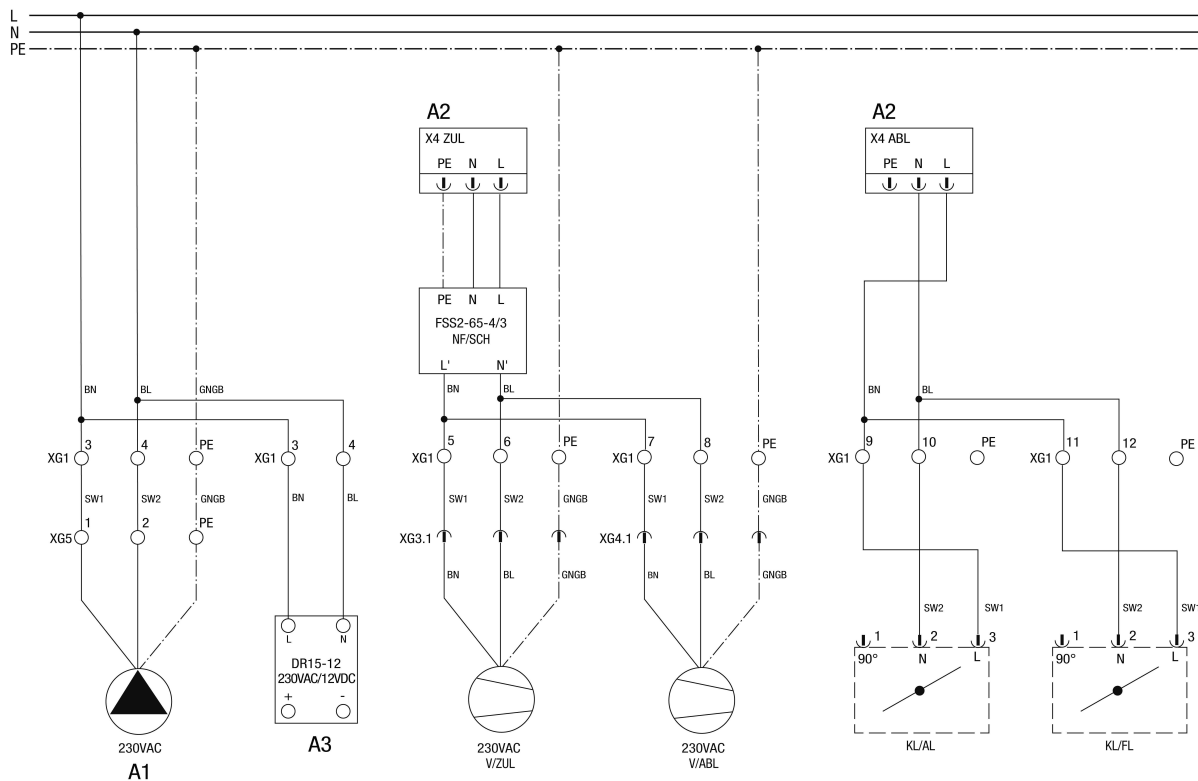 L
N
PE
A2
X4 ZUL
PE N L
A2
X4 ABL
PE N L
PE N L
FSS2-65-4/3
NF/SCH
L' N'
BN BL GNGB
BN BL
BN BL
3 4 PE
XG1
3 4
XG1
5 6 PE
XG1
7 8 PE
XG1
9 10 PE
XG1
11 12 PE
XG1
SW1 SW2 GNGB
BN BL
SW1 SW2 GNGB
SW1 SW2 GNGB
1 2 PE
XG5
XG3.1
XG4.1
BN BL GNGB
BN BL GNGB
SW2 SW1
SW2 SW1
L N
DR15-12
230VAC/12VDC
+ -
A3
1 2 3
90° N L
KL/AL
1 2 3
90° N L
KL/FL
230VAC
A1
230VAC
V/ZUL
230VAC
V/ABL